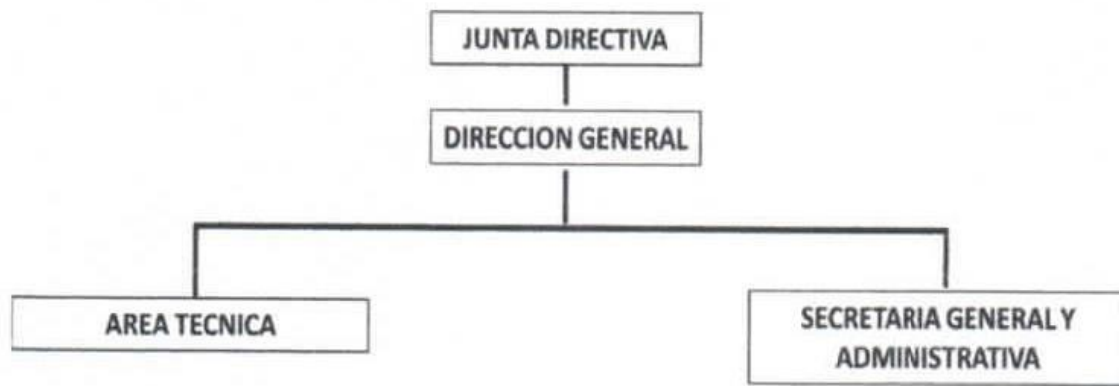 JUNTA DIRECTIVA
DIRECCION GENERAL
AREA TECNICA
SECRETARIA GENERAL Y
ADMINISTRATIVA